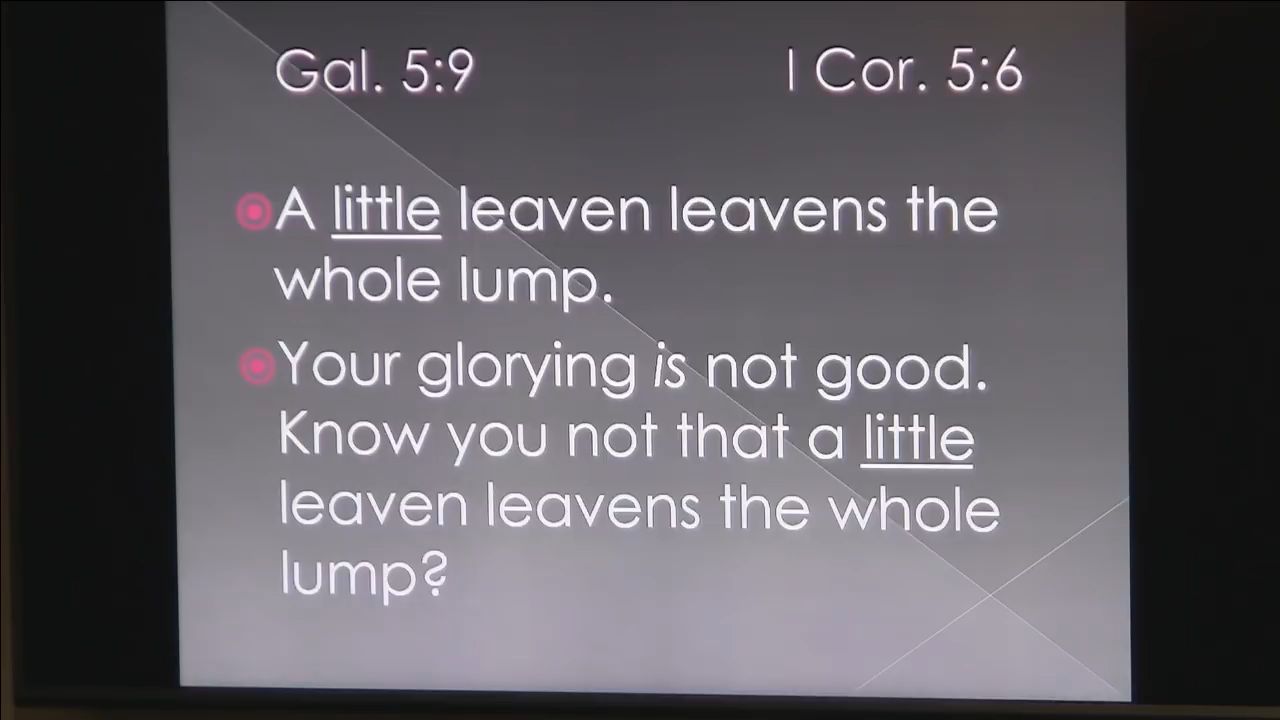 Gal. 5:9 I Cor. 5:6
A little leaven leavens the
whole lump.
Your glorying is not good.
Know you not that a little
leaven leavens the whole
lump?